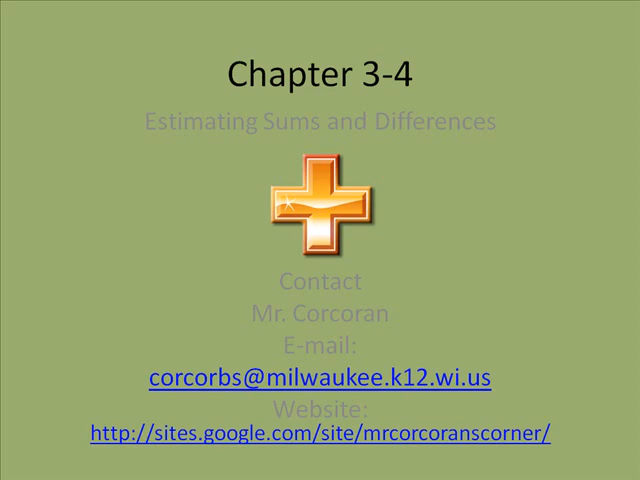 Chapter 3-4
Estimating Sums and Differences
Contact
Mr. Corcoran
E-mail:
corcorbs@milwaukee.k12.wi.us
Website:
http://sites.google.com/site/mrcorcoranscorner/